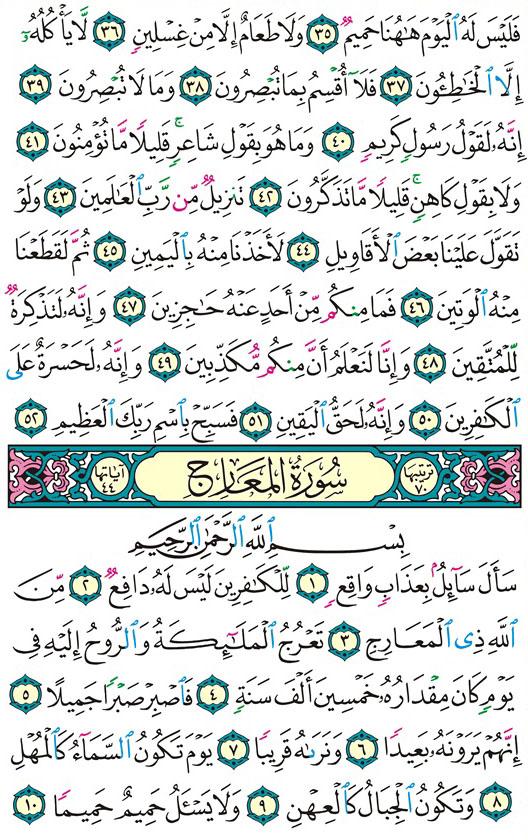 فَلَيْسَ لَهُ ٱلْيَوْمَ هَٰهُنَا حَمِيمٌ ٣٥ وَلَا طَعَامٌ إِلَّا مِنْ غِسْلِينٍ ٣٦ لَّا يَأْكُلُهُۥٓ
إِلَّا ٱلْخَٰطِـُٔونَ ٣٧ فَلَآ أُقْسِمُ بِمَا تُبْصِرُونَ ٣٨ وَمَا لَا تُبْصِرُونَ ٣٩
إِنَّهُۥ لَقَوْلُ رَسُولٍ كَرِيمٍ ٤٠ وَمَا هُوَ بِقَوْلِ شَاعِرٍ ۚ قَلِيلًا مَّا تُؤْمِنُونَ ٤١
وَلَا بِقَوْلِ كَاهِنٍ ۚ قَلِيلًا مَّا تَذَكَّرُونَ ٤٢ تَنزِيلٌ مِّن رَّبِّ ٱلْعَٰلَمِينَ ٤٣ وَلَوْ
تَقَوَّلَ عَلَيْنَا بَعْضَ ٱلْأَقَاوِيلِ ٤٤ لَأَخَذْنَا مِنْهُ بِٱلْيَمِينِ ٤٥ ثُمَّ لَقَطَعْنَا
مِنْهُ ٱلْوَتِينَ ٤٦ فَمَا مِنكُم مِّنْ أَحَدٍ عَنْهُ حَٰجِزِينَ ٤٧ وَإِنَّهُۥ لَتَذْكِرَةٌ
لِّلْمُتَّقِينَ ٤٨ وَإِنَّا لَنَعْلَمُ أَنَّ مِنكُم مُّكَذِّبِينَ ٤٩ وَإِنَّهُۥ لَحَسْرَةٌ عَلَى
ٱلْكَٰفِرِينَ ٥٠ وَإِنَّهُۥ لَحَقُّ ٱلْيَقِينِ ٥١ فَسَبِّحْ بِٱسْمِ رَبِّكَ ٱلْعَظِيمِ ٥٢
ترتيبها ٧٠ سُورَةُ الْمَعَارِجِ آياتها ٤٤
بِسْمِ ٱللَّهِ ٱلرَّحْمَٰنِ ٱلرَّحِيمِ
سَأَلَ سَآئِلٌۢ بِعَذَابٍ وَاقِعٍ ١ لِّلْكَٰفِرِينَ لَيْسَ لَهُۥ دَافِعٌ ٢ مِّنَ
ٱللَّهِ ذِى ٱلْمَعَارِجِ ٣ تَعْرُجُ ٱلْمَلَٰٓئِكَةُ وَٱلرُّوحُ إِلَيْهِ فِى
يَوْمٍ كَانَ مِقْدَارُهُۥ خَمْسِينَ أَلْفَ سَنَةٍ ٤ فَٱصْبِرْ صَبْرًا جَمِيلًا ٥
إِنَّهُمْ يَرَوْنَهُۥ بَعِيدًا ٦ وَنَرَىٰهُ قَرِيبًا ٧ يَوْمَ تَكُونُ ٱلسَّمَآءُ كَٱلْمُهْلِ
٨ وَتَكُونُ ٱلْجِبَالُ كَٱلْعِهْنِ ٩ وَلَا يَسْـَٔلُ حَمِيمٌ حَمِيمًا ١٠